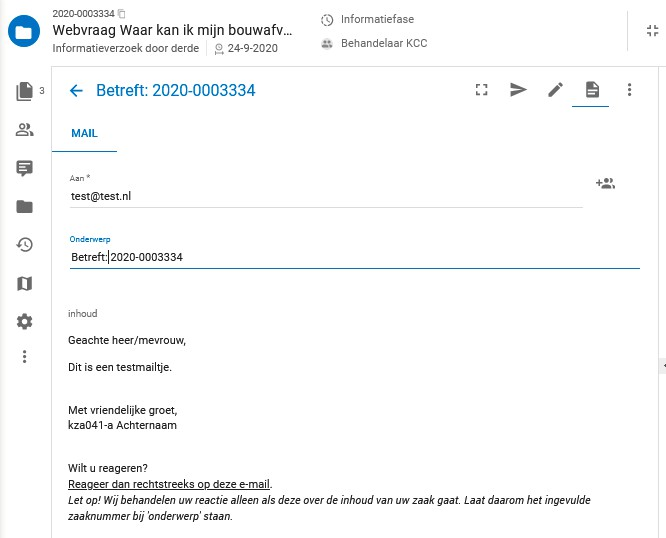 2020-0003334
Webvraag Waar kan ik mijn bouwafv...
Informatieverzoek door derde
24-9-2020
Informatiefase
Behandelaar KCC
3
Betreft: 2020-0003334
MAIL
Aan *
test@test.nl
Onderwerp
Betreft: 2020-0003334
inhoud
Geachte heer/mevrouw,
Dit is een testmailtje.
Met vriendelijke groet,
kza041-a Achternaam
Wilt u reageren?
Reageer dan rechtstreeks op deze e-mail.
Let op! Wij behandelen uw reactie alleen als deze over de inhoud van uw zaak gaat. Laat daarom het ingevulde
zaaknummer bij 'onderwerp' staan.